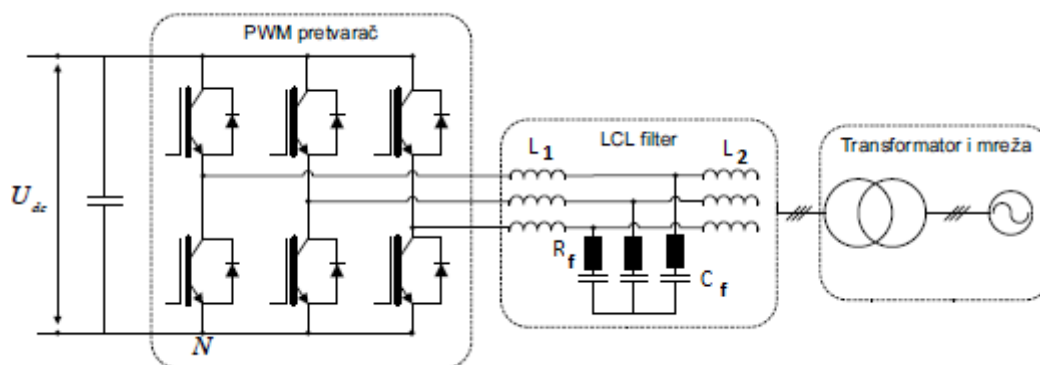 PWM pretvarač
L1
LCL filter
L2
Transformator i mreža
Udc
Rf
Cf
N